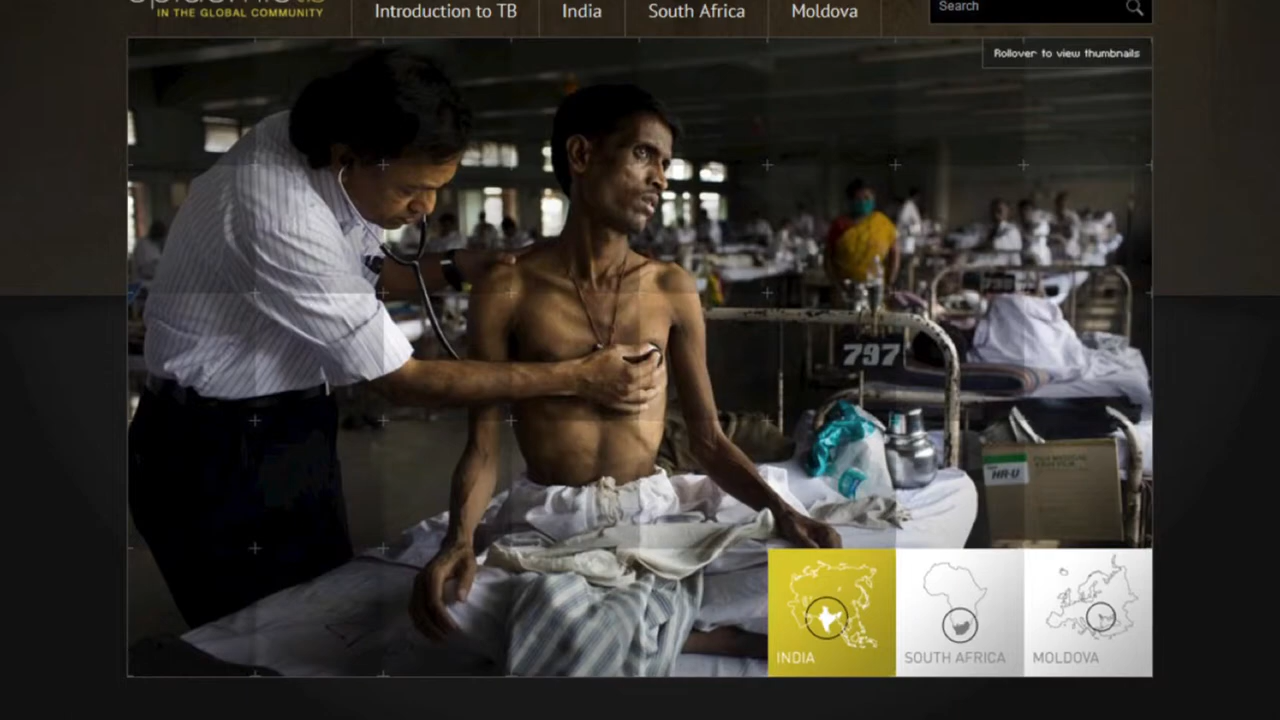 IN THE GLOBAL COMMUNITY
Introduction to TB
India
South Africa
Moldova
Search
Rollover to view thumbnails
797
HR-U
INDIA
SOUTH AFRICA
MOLDOVA